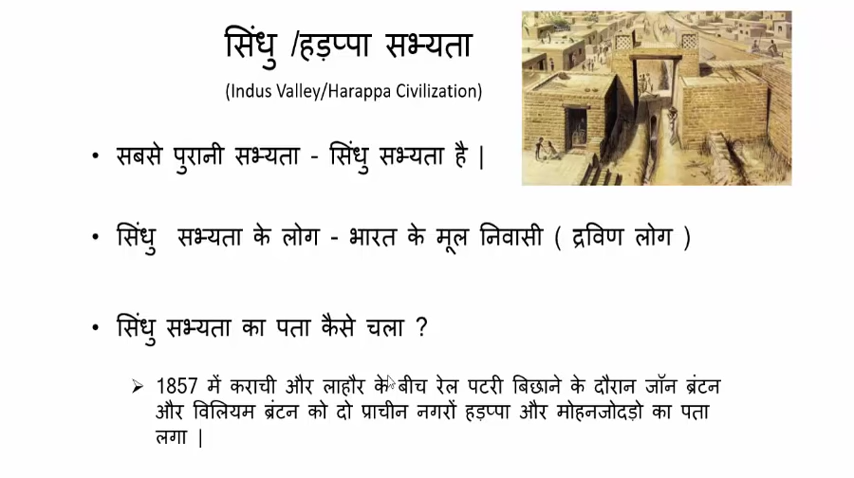 सिंधु /हड़प्पा सभ्यता
(Indus Valley/Harappa Civilization)
• सबसे पुरानी सभ्यता - सिंधु सभ्यता है |
• सिंधु सभ्यता के लोग - भारत के मूल निवासी ( द्रविण लोग )
• सिंधु सभ्यता का पता कैसे चला ?
➢ 1857 में कराची और लाहौर के बीच रेल पटरी बिछाने के दौरान जॉन ब्रंटन
और विलियम ब्रंटन को दो प्राचीन नगरों हड़प्पा और मोहनजोदड़ो का पता
लगा |